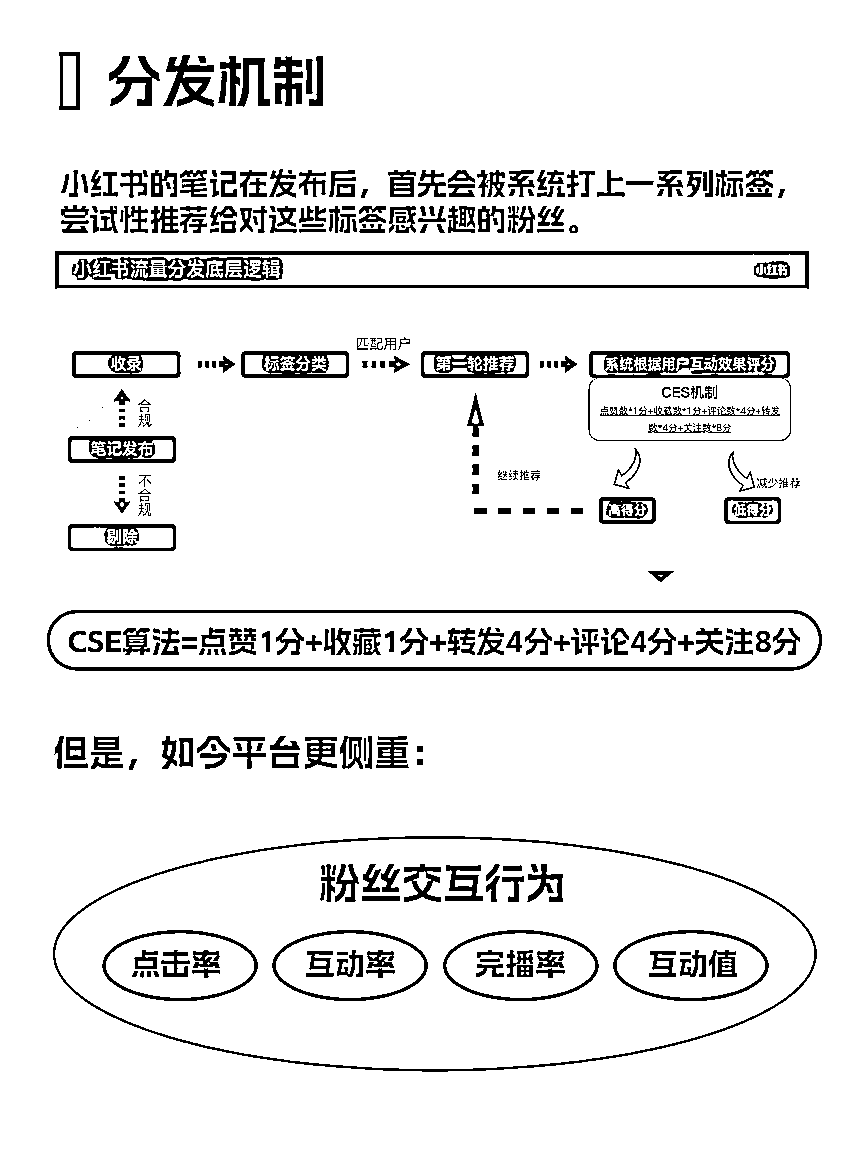 分发机制
小红书的笔记在发布后，首先会被系统打上一系列标签，
尝试性推荐给对这些标签感兴趣的粉丝。
小红书流量分发底层逻辑
小红书
匹配用户
收录
标签分类
第一轮推荐
系统根据用户互动效果评分
CES机制
点赞数*1分+收藏数*1分+评论数*4分+转发
数*4分+关注数*8分
合规
笔记发布
不合规
剔除
继续推荐
减少推荐
高得分
低得分
CSE算法=点赞1分+收藏1分+转发4分+评论4分+关注8分
但是，如今平台更侧重：
粉丝交互行为
点击率
互动率
完播率
互动值